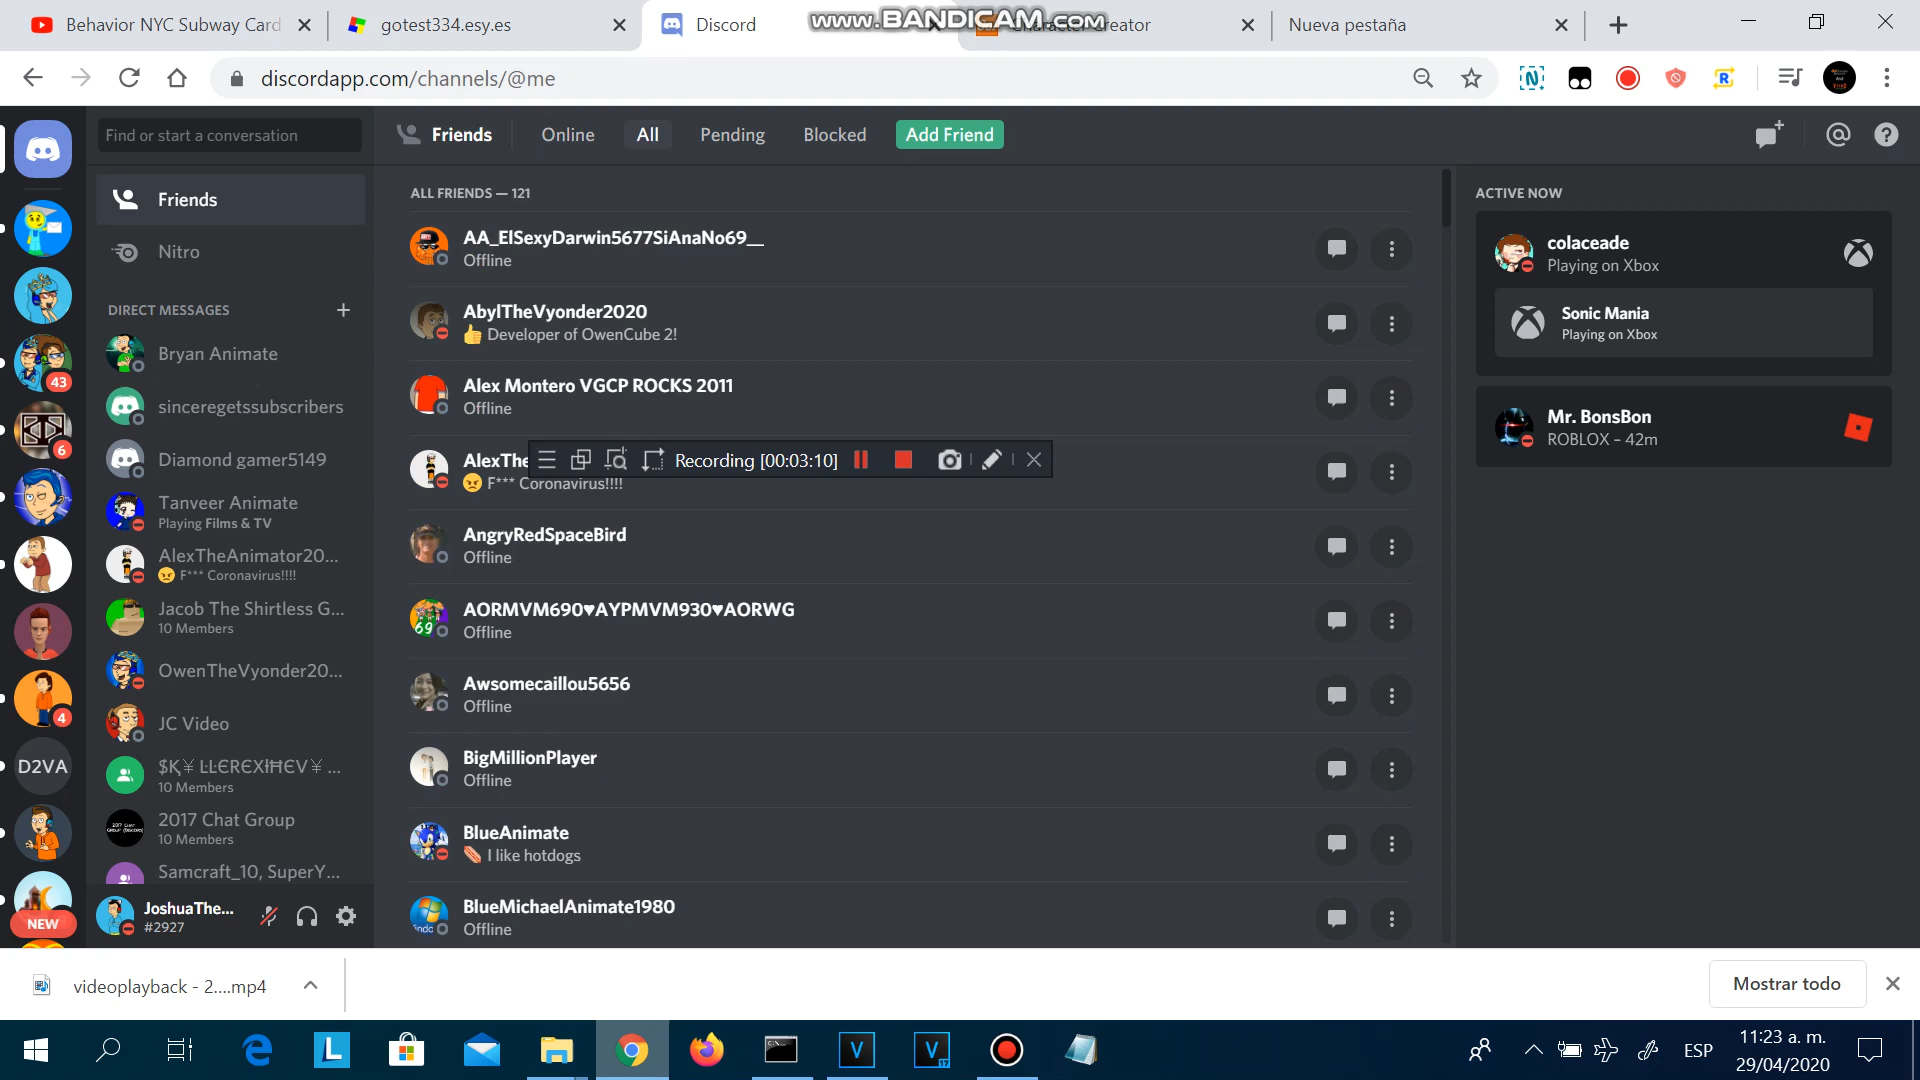 Behavior NYC Subway Card
gotest334.esy.es
Discord
www.BANDICAM.com
Character Creator
Nueva pestaña
discordapp.com/channels/@me
Find or start a conversation
Friends
Online
All
Pending
Blocked
Add Friend
Friends
Nitro
DIRECT MESSAGES
Bryan Animate
sinceregetssubscribers
Diamond gamer5149
Tanveer Animate
Playing Films & TV
AlexTheAnimator20...
😠 F*** Coronavirus!!!!
Jacob The Shirtless G...
10 Members
OwenTheVyonder20...
JC Video
10 Members
2017 Chat Group
10 Members
Samcraft_10, SuperY...
JoshuaThe...
#2927
43
6
4
D2VA
NEW
ALL FRIENDS — 121
AA_ElSexyDarwin5677SiAnaNo69__
Offline
AbylTheVyonder2020
👍 Developer of OwenCube 2!
Alex Montero VGCP ROCKS 2011
Offline
AlexThe
😠 F*** Coronavirus!!!!
Recording [00:03:10]
AngryRedSpaceBird
Offline
AORMVM690♥AYPMVM930♥AORWG
Offline
Awsomecaillou5656
Offline
BigMillionPlayer
Offline
BlueAnimate
🌭 I like hotdogs
BlueMichaelAnimate1980
Offline
ACTIVE NOW
colaceade
Playing on Xbox
Sonic Mania
Playing on Xbox
Mr. BonsBon
ROBLOX – 42m
videoplayback - 2....mp4
Mostrar todo
ESP
11:23 a. m.
29/04/2020